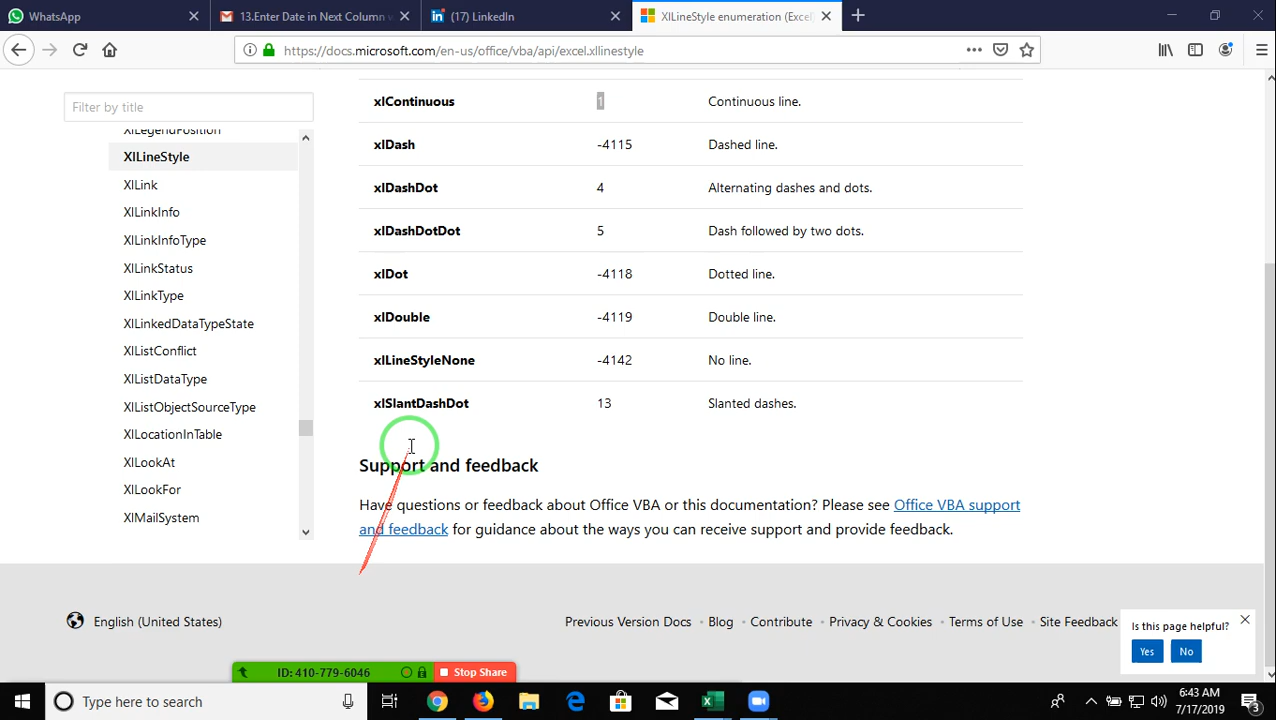 WhatsApp
13.Enter Date in Next Column
(17) LinkedIn
XlLineStyle enumeration (Excel
https://docs.microsoft.com/en-us/office/vba/api/excel.xllinestyle
Filter by title
XlLegendPosition
XlLineStyle
XlLink
XlLinkInfo
XlLinkInfoType
XlLinkStatus
XlLinkType
XlLinkedDataTypeState
XlListConflict
XlListDataType
XlListObjectSourceType
XlLocationInTable
XlLookAt
XlLookFor
XlMailSystem
xlContinuous 1 Continuous line.
xlDash -4115 Dashed line.
xlDashDot 4 Alternating dashes and dots.
xlDashDotDot 5 Dash followed by two dots.
xlDot -4118 Dotted line.
xlDouble -4119 Double line.
xlLineStyleNone -4142 No line.
xlSlantDashDot 13 Slanted dashes.
Support and feedback
Have questions or feedback about Office VBA or this documentation? Please see Office VBA support
and feedback for guidance about the ways you can receive support and provide feedback.
English (United States)
Previous Version Docs • Blog • Contribute • Privacy & Cookies • Terms of Use • Site Feedback
Is this page helpful?
Yes No
ID: 410-779-6046 Stop Share
Type here to search
6:43 AM
7/17/2019
3